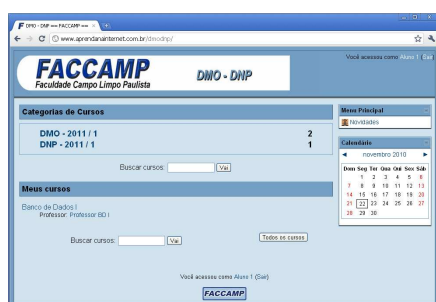 DMO - DNP == FACCAMP ==
www.aprendanainternet.com.br/dmodnp/
Você acessou como Aluno 1 (Sair)
FACCAMP
Faculdade Campo Limpo Paulista
DMO - DNP
Categorias de Cursos
DMO - 2011 / 1 2
DNP - 2011 / 1 1
Buscar cursos: Vai
Meus cursos
Banco de Dados I
Professor: Professor BD I
Buscar cursos: Vai
Todos os cursos
Menu Principal
Novidades
Calendário
◄ novembro 2010 ►
Dom Seg Ter Qua Qui Sex Sáb
1 2 3 4 5 6
7 8 9 10 11 12 13
14 15 16 17 18 19 20
21 22 23 24 25 26 27
28 29 30
Você acessou como Aluno 1 (Sair)
FACCAMP